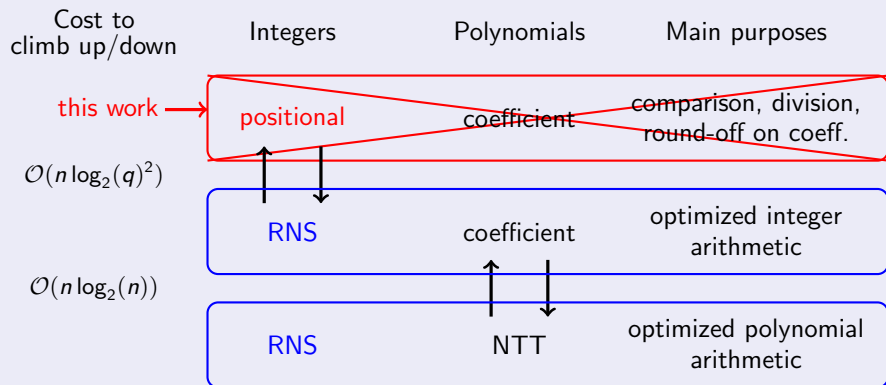 Cost to
climb up/down
Integers
Polynomials
Main purposes
this work
positional
coefficient
comparison, division,
round-off on coeff.
𝒪(n log₂(q)²)
RNS
coefficient
optimized integer
arithmetic
𝒪(n log₂(n))
RNS
NTT
optimized polynomial
arithmetic